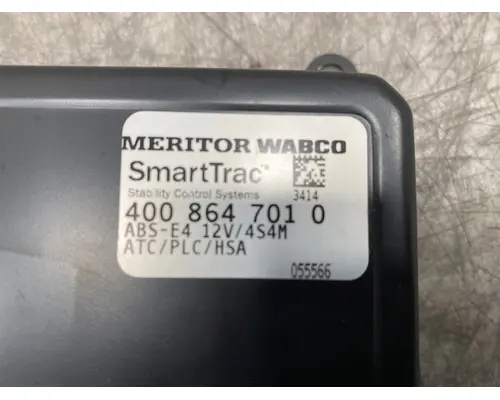 MERITOR WABCO
SmartTrac™
Stability Control Systems
3414
400 864 701 0
ABS-E4 12V/4S4M
ATC/PLC/HSA
055566